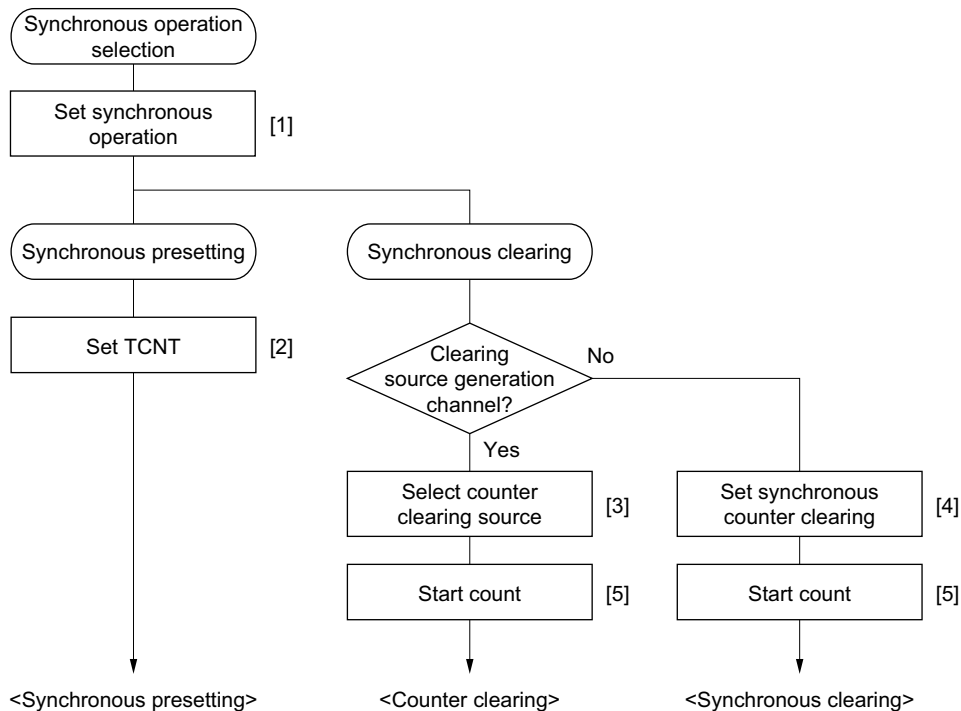 Synchronous operation
selection
Set synchronous
operation
[1]
Synchronous presetting
Synchronous clearing
Set TCNT
[2]
Clearing
source generation
channel?
No
Yes
Select counter
clearing source
[3]
Set synchronous
counter clearing
[4]
Start count
[5]
Start count
[5]
<Synchronous presetting>
<Counter clearing>
<Synchronous clearing>